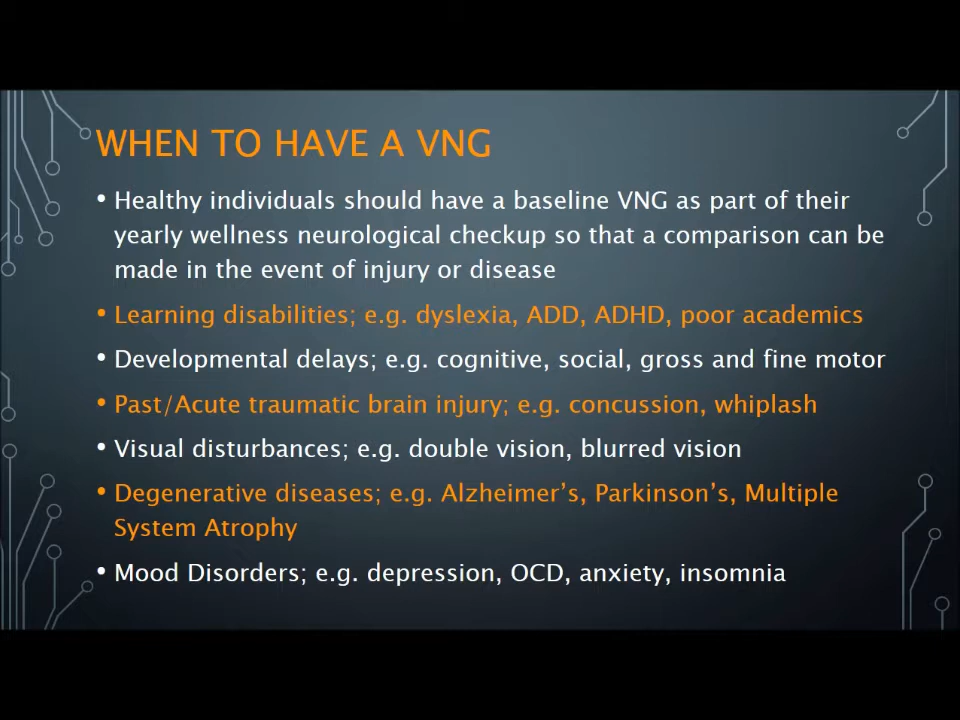 WHEN TO HAVE A VNG
• Healthy individuals should have a baseline VNG as part of their
yearly wellness neurological checkup so that a comparison can be
made in the event of injury or disease
• Learning disabilities; e.g. dyslexia, ADD, ADHD, poor academics
• Developmental delays; e.g. cognitive, social, gross and fine motor
• Past/Acute traumatic brain injury; e.g. concussion, whiplash
• Visual disturbances; e.g. double vision, blurred vision
• Degenerative diseases; e.g. Alzheimer’s, Parkinson’s, Multiple
System Atrophy
• Mood Disorders; e.g. depression, OCD, anxiety, insomnia